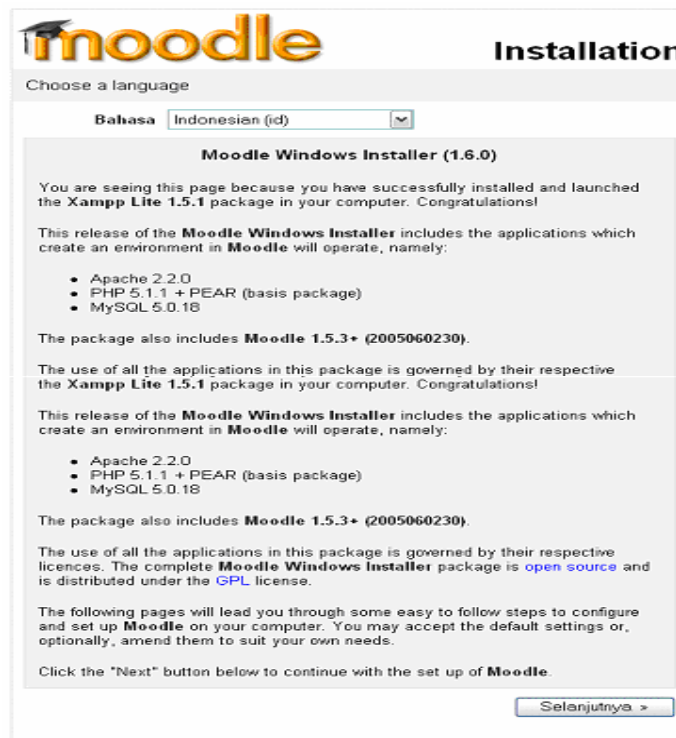 moodle
Installation
Choose a language
Bahasa Indonesian (id)
Moodle Windows Installer (1.6.0)
You are seeing this page because you have successfully installed and launched
the Xampp Lite 1.5.1 package in your computer. Congratulations!
This release of the Moodle Windows Installer includes the applications which
create an environment in Moodle will operate, namely:
• Apache 2.2.0
• PHP 5.1.1 + PEAR (basis package)
• MySQL 5.0.18
The package also includes Moodle 1.5.3+ (2005060230).
The use of all the applications in this package is governed by their respective
the Xampp Lite 1.5.1 package in your computer. Congratulations!
This release of the Moodle Windows Installer includes the applications which
create an environment in Moodle will operate, namely:
• Apache 2.2.0
• PHP 5.1.1 + PEAR (basis package)
• MySQL 5.0.18
The package also includes Moodle 1.5.3+ (2005060230).
The use of all the applications in this package is governed by their respective
licences. The complete Moodle Windows Installer package is open source and
is distributed under the GPL license.
The following pages will lead you through some easy to follow steps to configure
and set up Moodle on your computer. You may accept the default settings or,
optionally, amend them to suit your own needs.
Click the "Next" button below to continue with the set up of Moodle.
Selanjutnya »